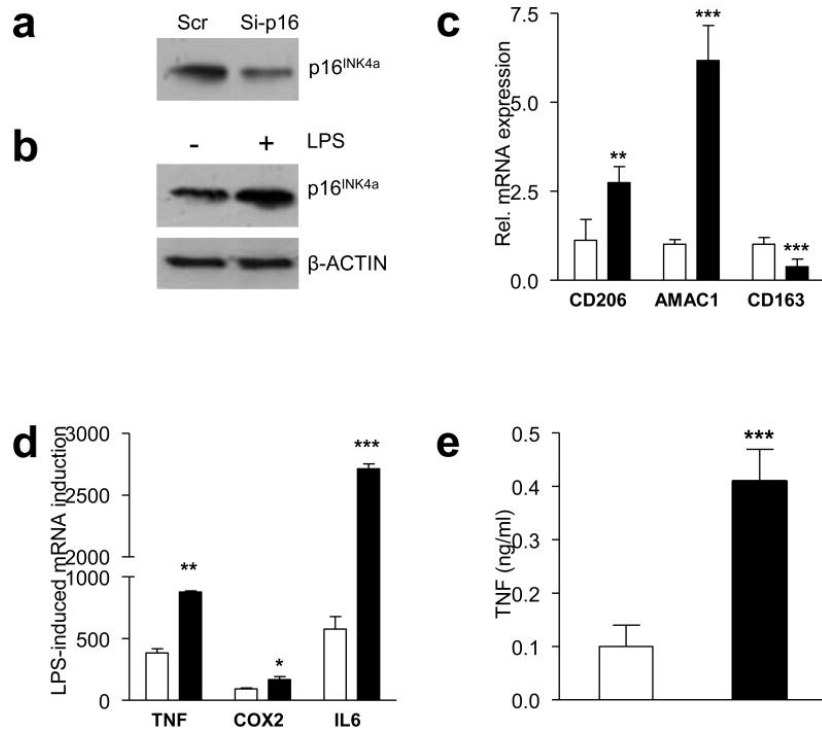 a
Scr Si-p16
p16INK4a
b
- + LPS
p16INK4a
β-ACTIN
c
Rel. mRNA expression
7.5
5.0
2.5
0.0
** *** ***
CD206 AMAC1 CD163
d
LPS-induced mRNA induction
3000
2500
2000
1000
500
0
** * ***
TNF COX2 IL6
e
TNF (ng/ml)
0.5
0.4
0.3
0.2
0.1
0.0
***